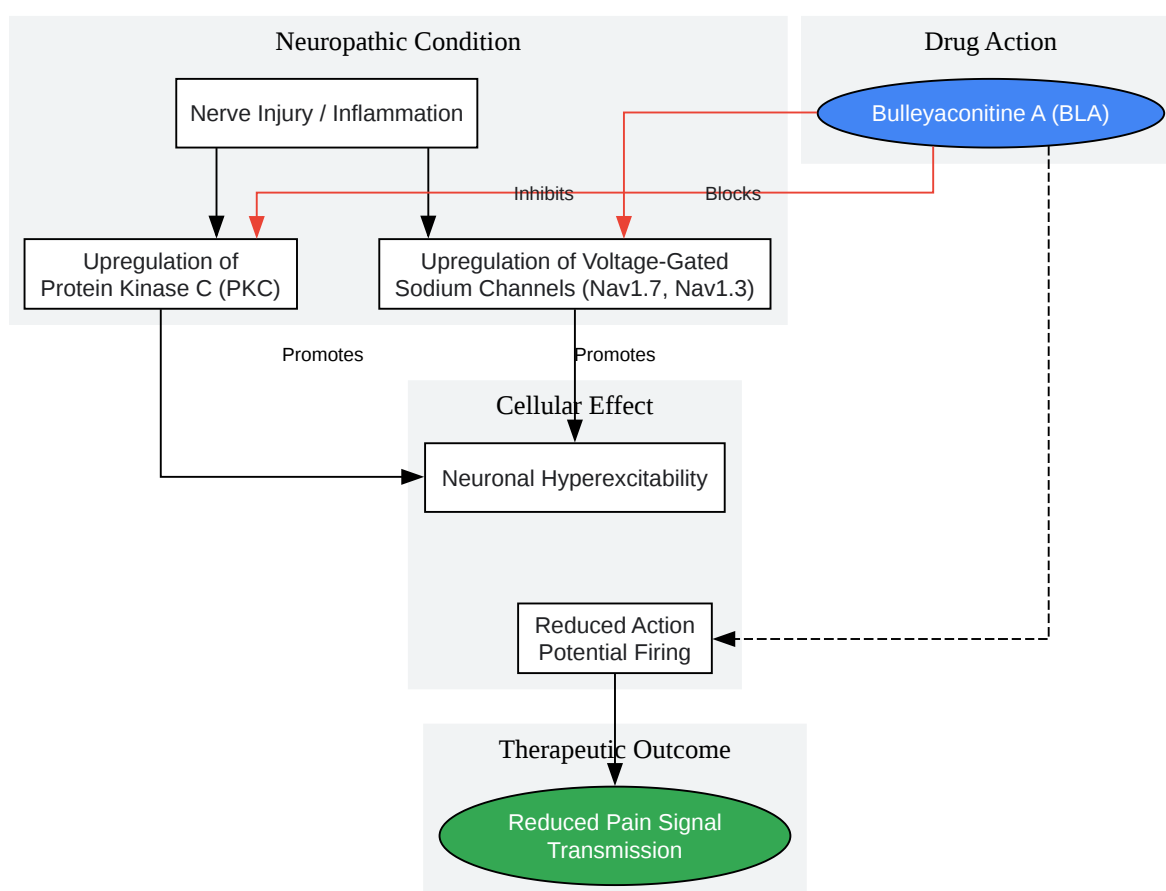 Neuropathic Condition
Drug Action
Nerve Injury / Inflammation
Bulleyaconitine A (BLA)
Inhibits
Blocks
Upregulation of
Protein Kinase C (PKC)
Upregulation of Voltage-Gated
Sodium Channels (Nav1.7, Nav1.3)
Promotes
Promotes
Cellular Effect
Neuronal Hyperexcitability
Reduced Action
Potential Firing
Therapeutic Outcome
Reduced Pain Signal
Transmission